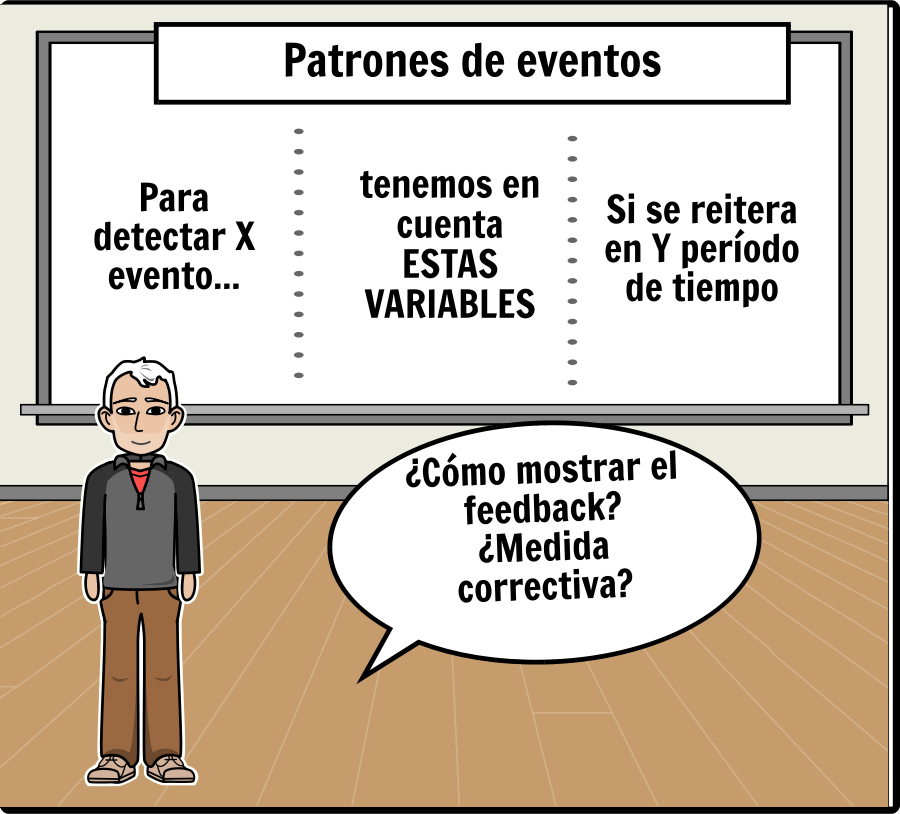 Patrones de eventos
Para
detectar X
evento...
tenemos en
cuenta
ESTAS
VARIABLES
Si se reitera
en Y período
de tiempo
¿Cómo mostrar el
feedback?
¿Medida
correctiva?